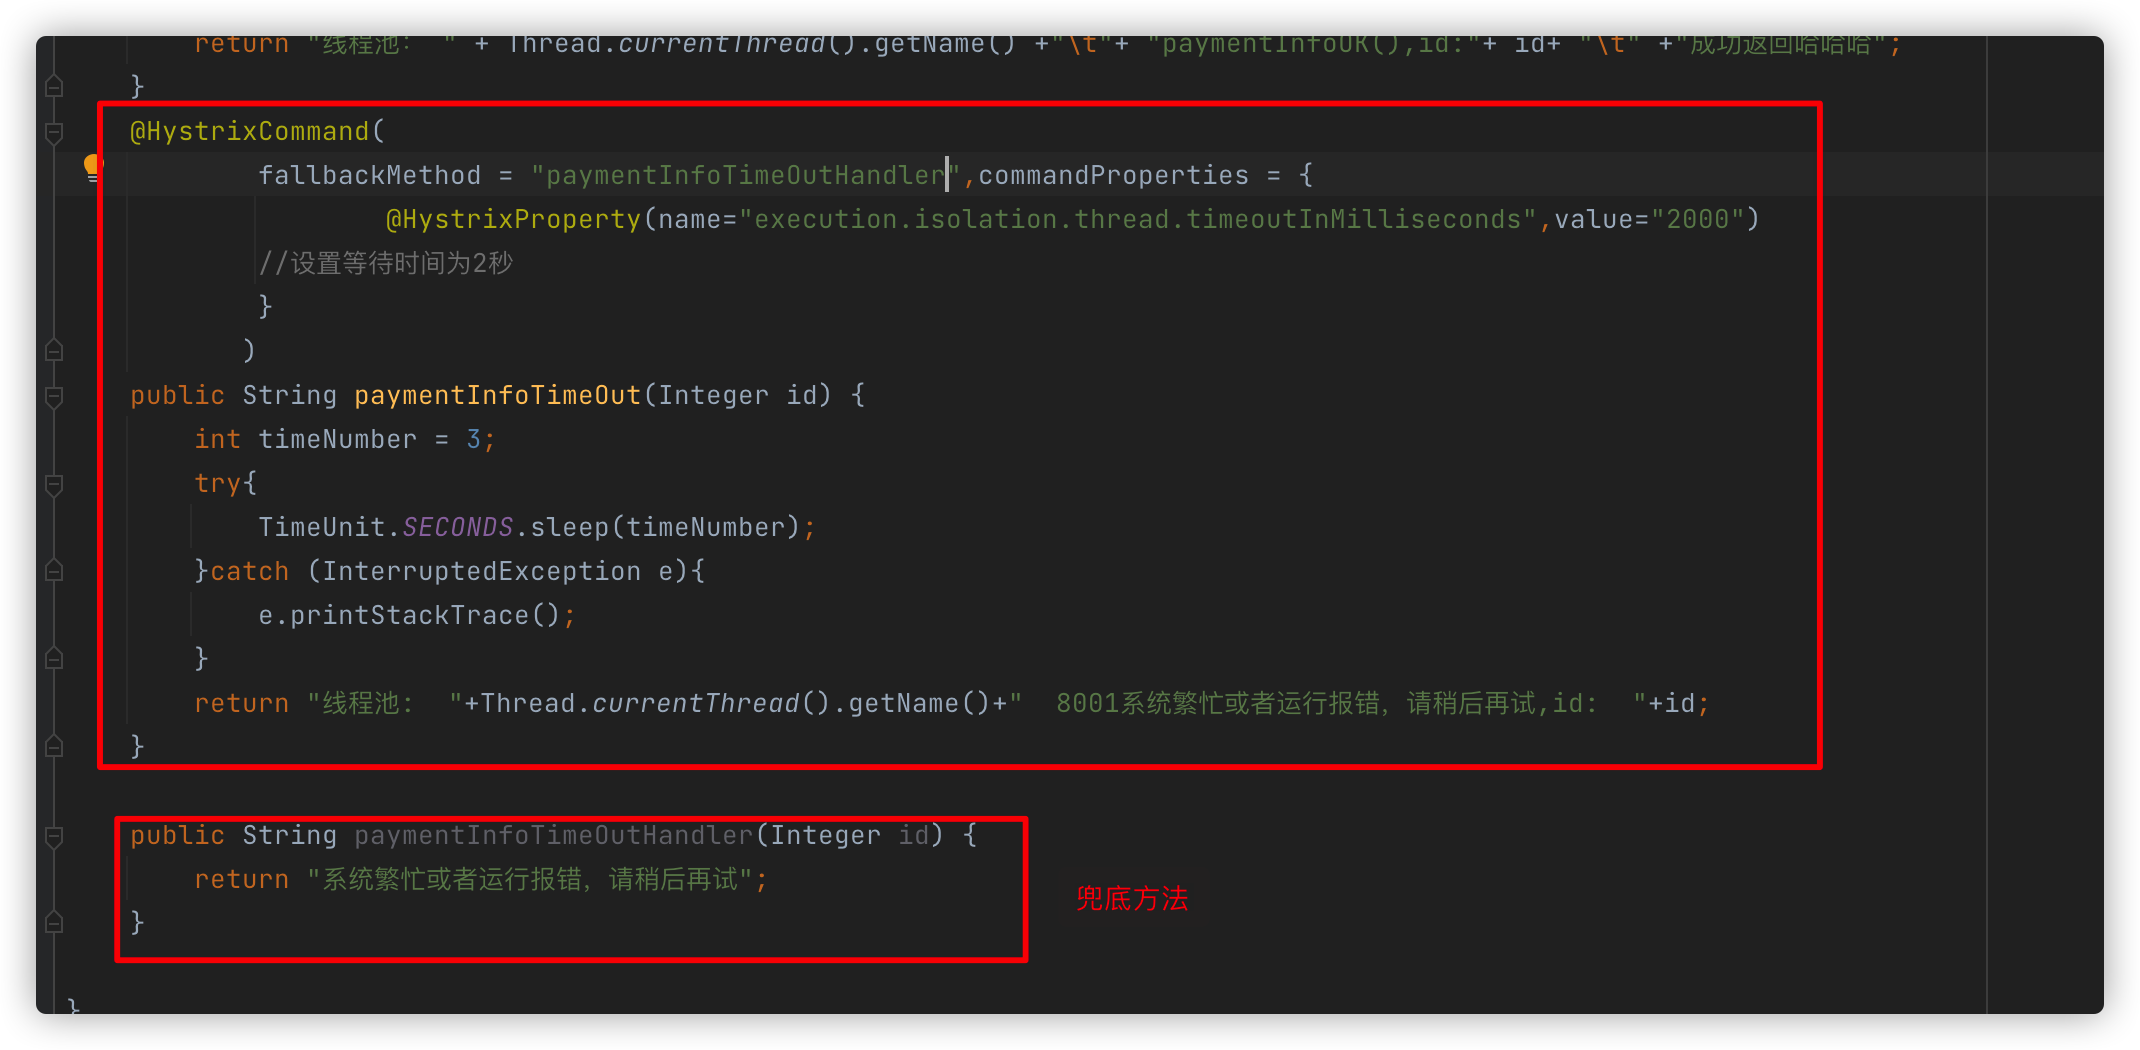 return "线程池： " + Thread.currentThread().getName() +"\t"+ "paymentInfoOK(),id:"+ id+ "\t" +"成功返回哈哈哈";
}
@HystrixCommand(
fallbackMethod = "paymentInfoTimeOutHandler",commandProperties = {
@HystrixProperty(name="execution.isolation.thread.timeoutInMilliseconds",value="2000")
//设置等待时间为2秒
}
)
public String paymentInfoTimeOut(Integer id) {
int timeNumber = 3;
try{
TimeUnit.SECONDS.sleep(timeNumber);
}catch (InterruptedException e){
e.printStackTrace();
}
return "线程池： "+Thread.currentThread().getName()+" 8001系统繁忙或者运行报错，请稍后再试,id： "+id;
}
public String paymentInfoTimeOutHandler(Integer id) {
return "系统繁忙或者运行报错，请稍后再试";
}
兜底方法
}